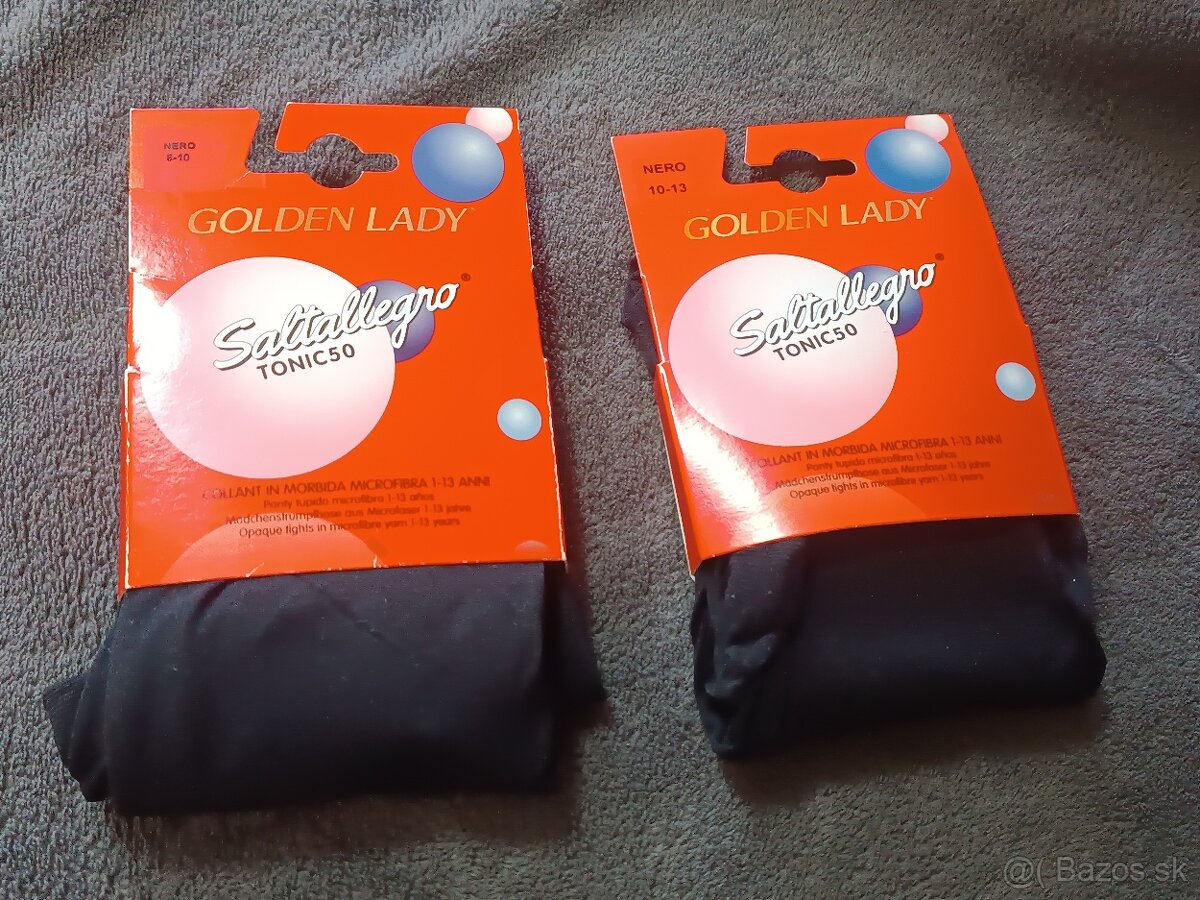 NERO
8-10
GOLDEN LADY
Saltallegro®
TONIC50
COLLANT IN MORBIDA MICROFIBRA 1-13 ANNI
Panty tupido microfibra 1-13 años
Mädchenstrumpfhose aus Microfaser 1-13 jahre
Opaque tights in microfibre yarn 1-13 years
NERO
10-13
GOLDEN LADY
Saltallegro®
TONIC50
COLLANT IN MORBIDA MICROFIBRA 1-13 ANNI
Panty tupido microfibra 1-13 años
Mädchenstrumpfhose aus Microfaser 1-13 jahre
Opaque tights in microfibre yarn 1-13 years
@( Bazos.sk